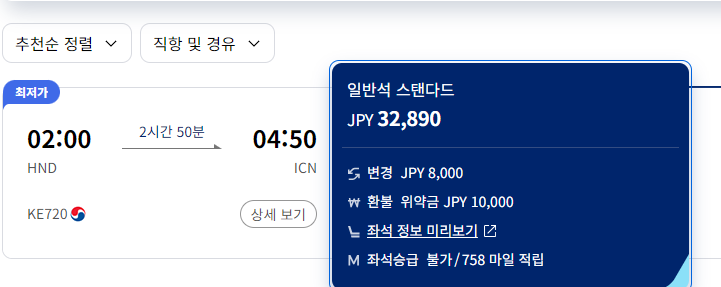 추천순 정렬
직항 및 경유
최저가
02:00
2시간 50분
04:50
HND
ICN
KE720
상세 보기
일반석 스탠다드
JPY 32,890
변경 JPY 8,000
₩ 환불 위약금 JPY 10,000
좌석 정보 미리보기
M 좌석승급 불가/758 마일 적립